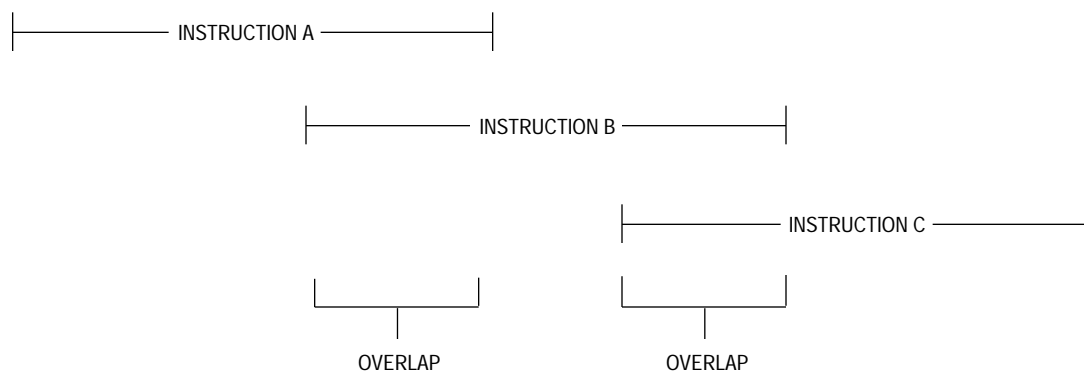 INSTRUCTION A
INSTRUCTION B
INSTRUCTION C
OVERLAP
OVERLAP